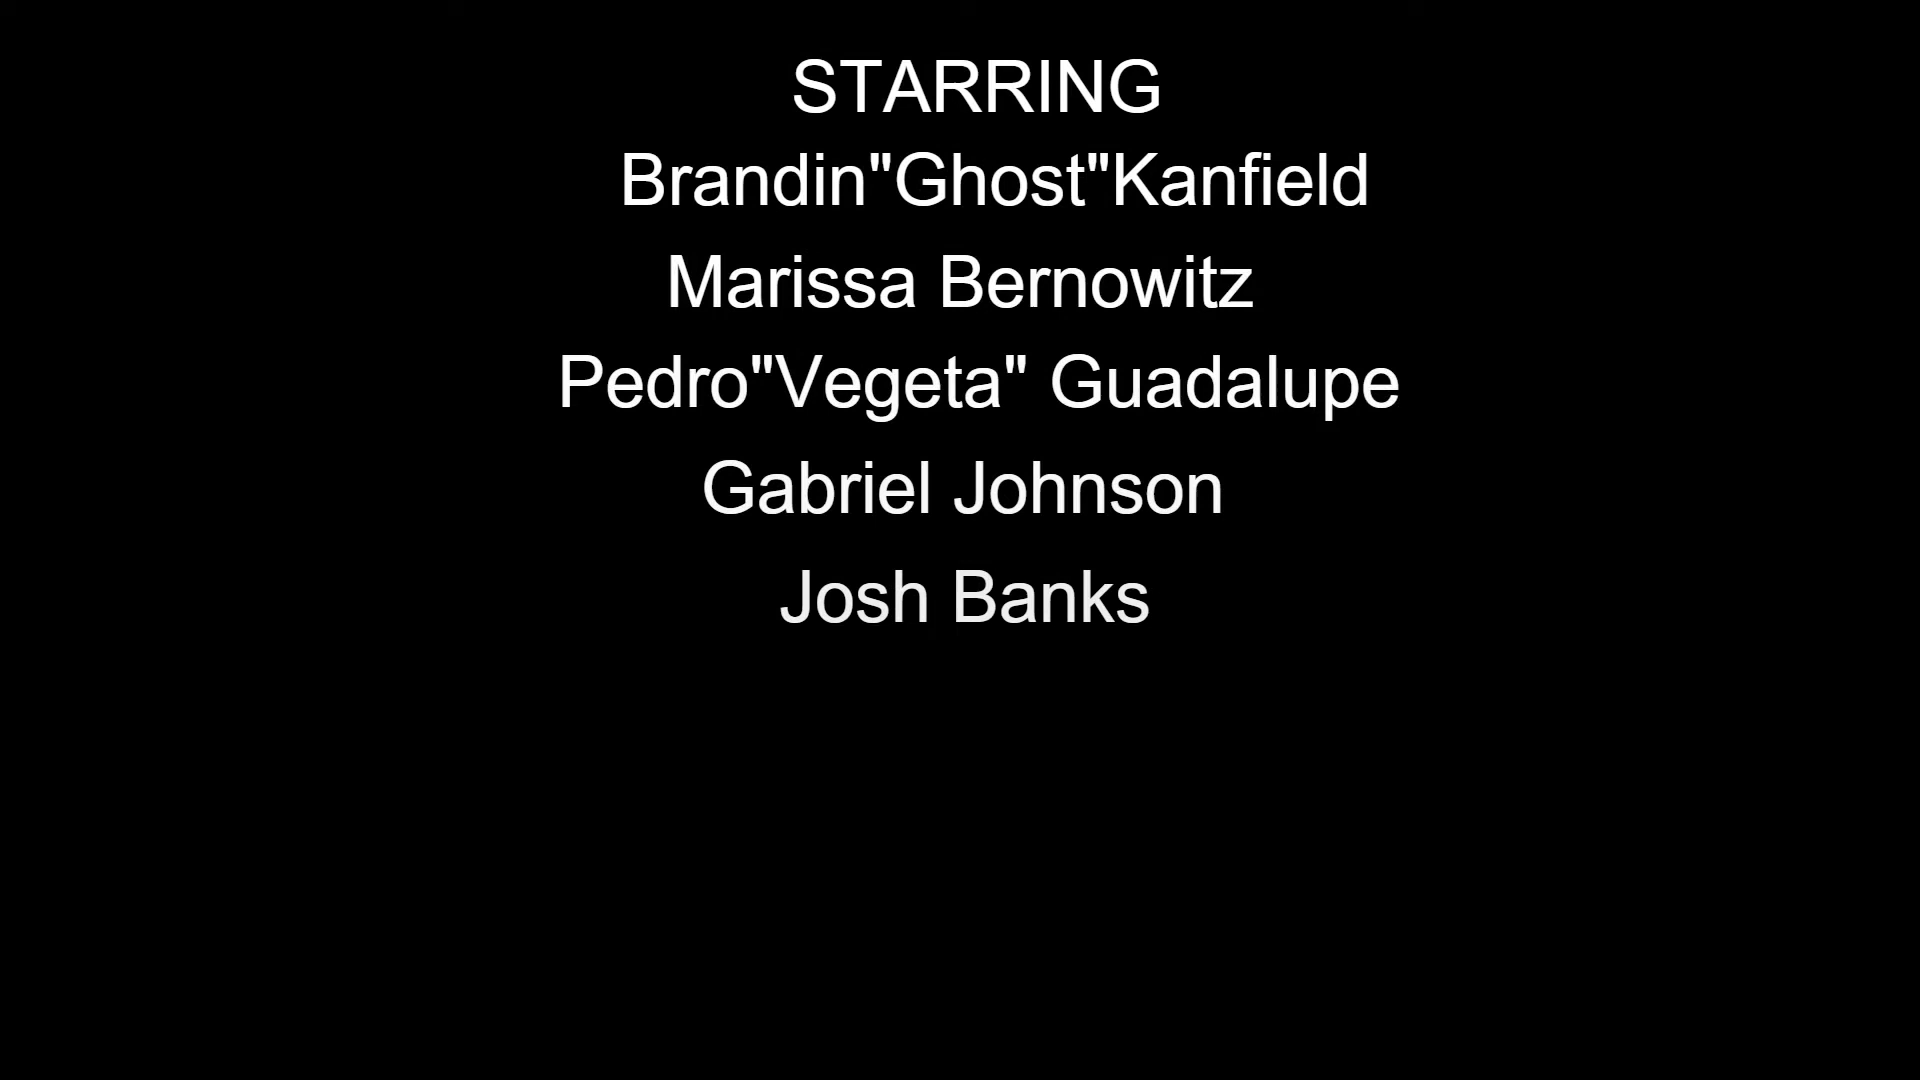 STARRING
Brandin"Ghost"Kanfield
Marissa Bernowitz
Pedro"Vegeta" Guadalupe
Gabriel Johnson
Josh Banks